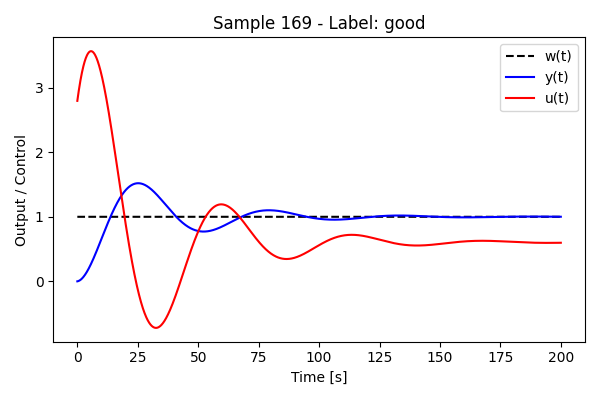 Sample 169 - Label: good
w(t)
y(t)
u(t)
Output / Control
3
2
1
0
0 25 50 75 100 125 150 175 200
Time [s]